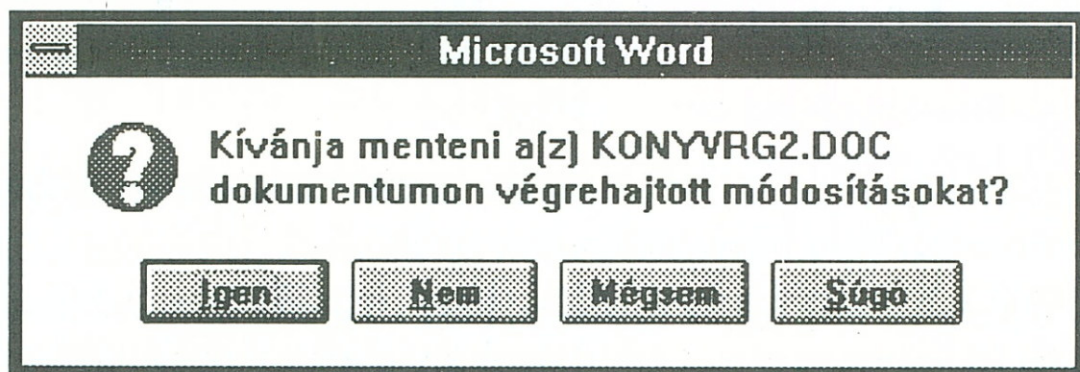 Microsoft Word
Kívánja menteni a(z) KONYVRG2.DOC
dokumentumon végrehajtott módosításokat?
Igen Nem Mégsem Súgo